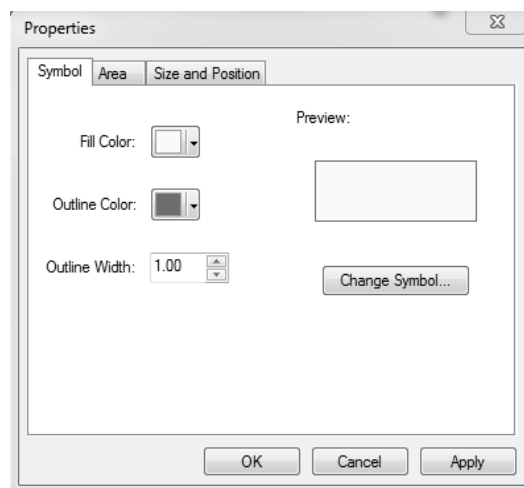 Properties
Symbol Area Size and Position
Preview:
Fill Color:
Outline Color:
Outline Width: 1.00
Change Symbol...
OK Cancel Apply